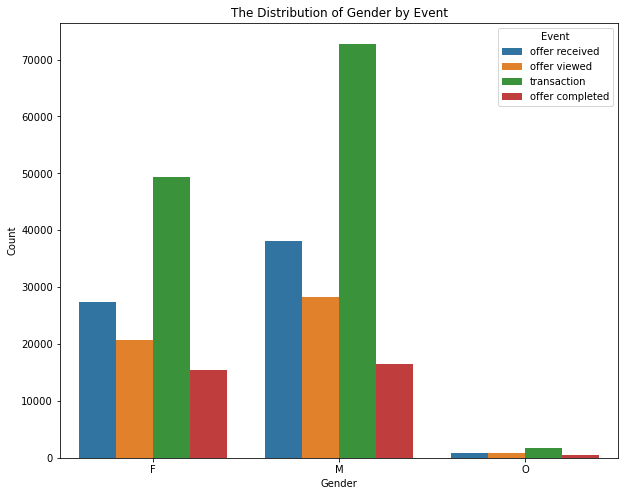 The Distribution of Gender by Event
Event
offer received
offer viewed
transaction
offer completed
70000
60000
50000
40000
30000
20000
10000
0
Count
F M O
Gender